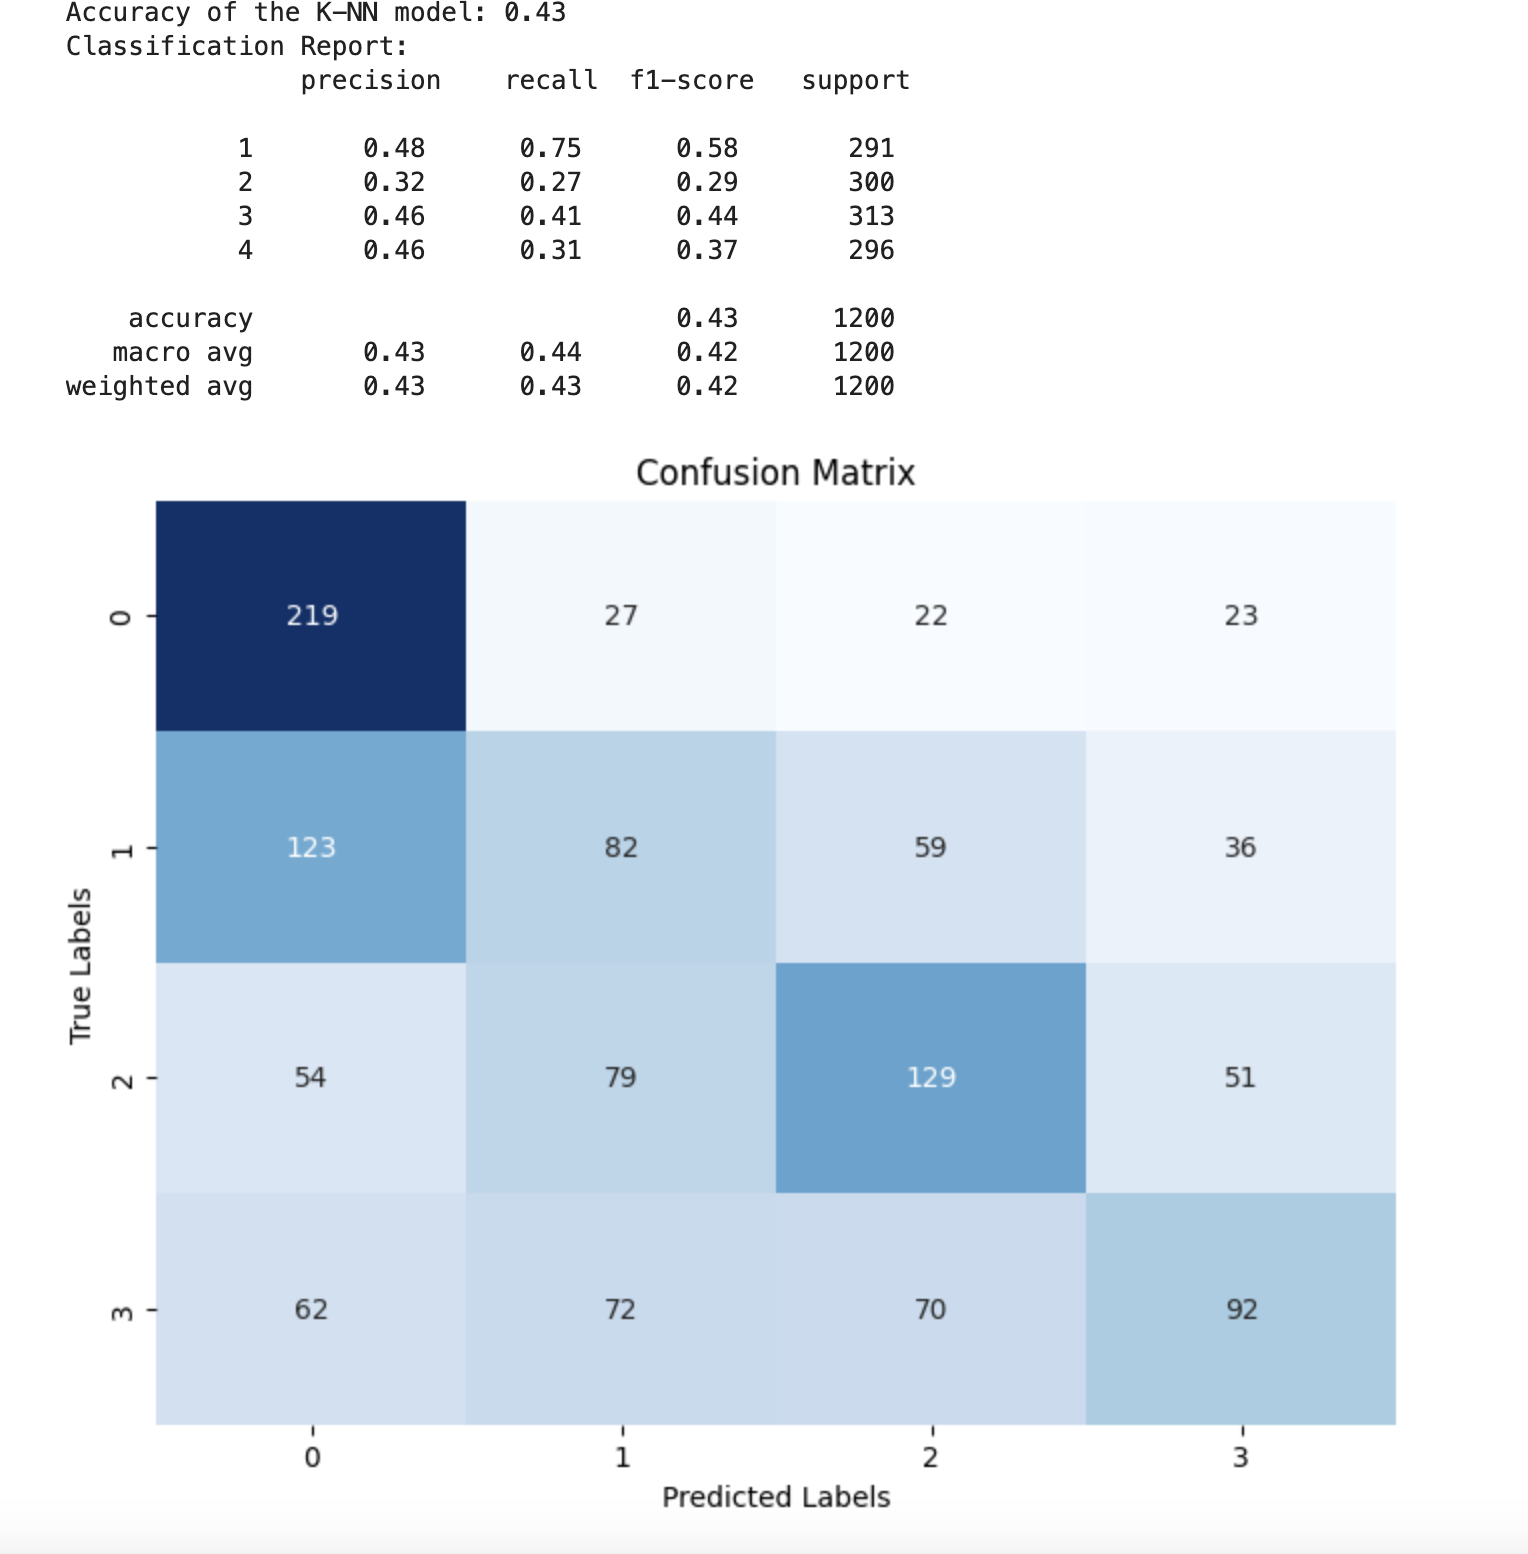 Accuracy of the K-NN model: 0.43
Classification Report:
precision recall f1-score support
1 0.48 0.75 0.58 291
2 0.32 0.27 0.29 300
3 0.46 0.41 0.44 313
4 0.46 0.31 0.37 296
accuracy 0.43 1200
macro avg 0.43 0.44 0.42 1200
weighted avg 0.43 0.43 0.42 1200
Confusion Matrix
0 219 27 22 23
1 123 82 59 36
2 54 79 129 51
3 62 72 70 92
True Labels
0 1 2 3
Predicted Labels